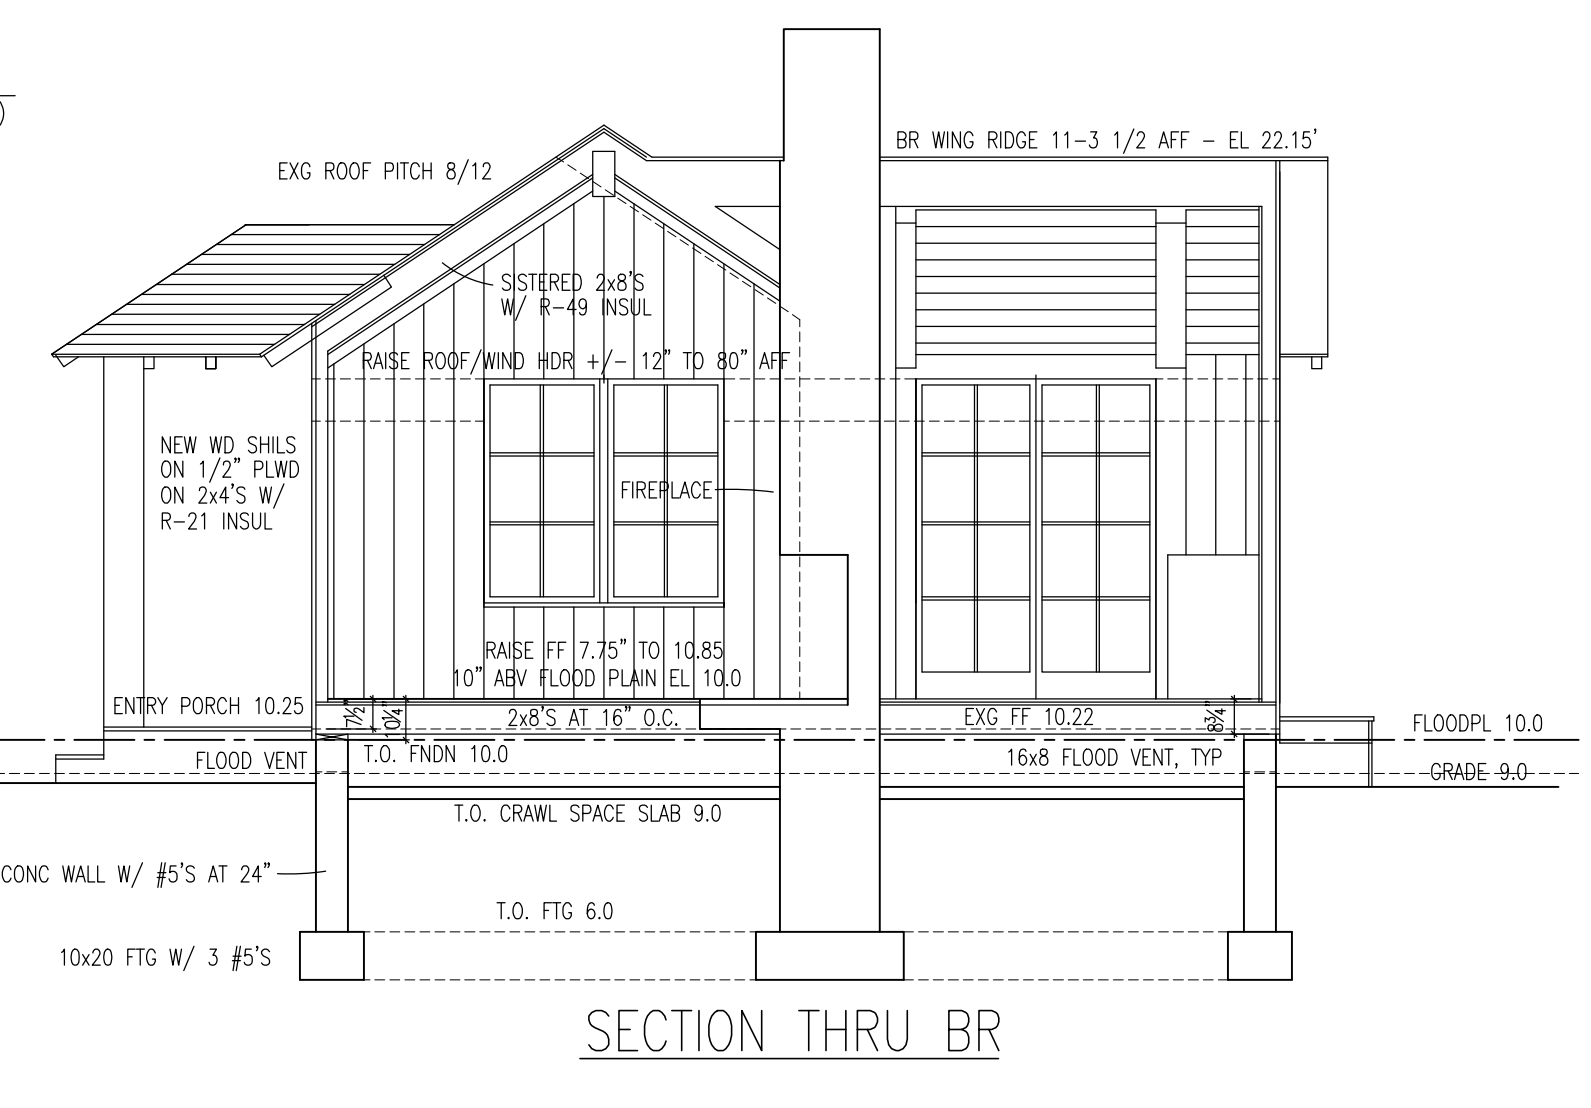 )
BR WING RIDGE 11-3 1/2 AFF - EL 22.15'
EXG ROOF PITCH 8/12
SISTERED 2x8'S
W/ R-49 INSUL
RAISE ROOF/WIND HDR +/- 12" TO 80" AFF
NEW WD SHILS
ON 1/2" PLWD
ON 2x4'S W/
R-21 INSUL
FIREPLACE
RAISE FF 7.75" TO 10.85
10" ABV FLOOD PLAIN EL 10.0
ENTRY PORCH 10.25
7½"
10¼"
2x8'S AT 16" O.C.
EXG FF 10.22
8¾"
FLOODPL 10.0
FLOOD VENT
T.O. FNDN 10.0
16x8 FLOOD VENT, TYP
GRADE 9.0
T.O. CRAWL SPACE SLAB 9.0
CONC WALL W/ #5'S AT 24"
T.O. FTG 6.0
10x20 FTG W/ 3 #5'S
SECTION THRU BR